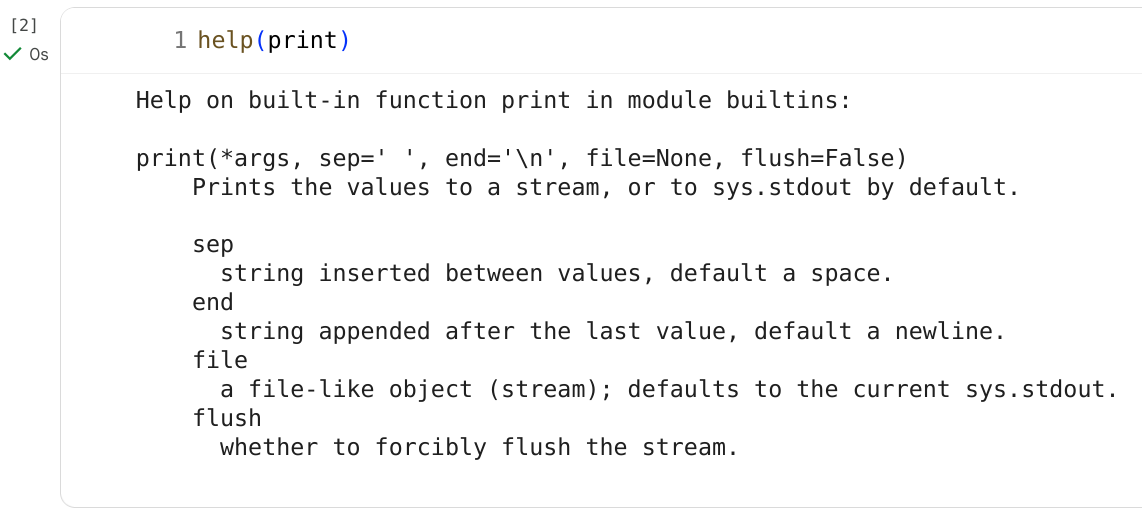 [2]
0s
1 help(print)
Help on built-in function print in module builtins:

print(*args, sep=' ', end='\n', file=None, flush=False)
    Prints the values to a stream, or to sys.stdout by default.

    sep
      string inserted between values, default a space.
    end
      string appended after the last value, default a newline.
    file
      a file-like object (stream); defaults to the current sys.stdout.
    flush
      whether to forcibly flush the stream.